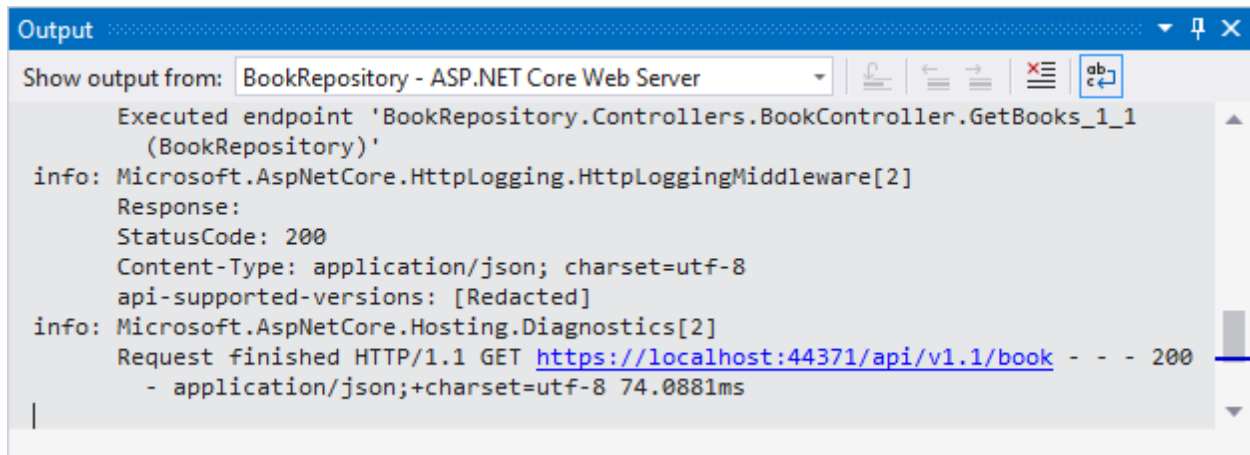 Output
Show output from: BookRepository - ASP.NET Core Web Server
Executed endpoint 'BookRepository.Controllers.BookController.GetBooks_1_1
(BookRepository)'
info: Microsoft.AspNetCore.HttpLogging.HttpLoggingMiddleware[2]
Response:
StatusCode: 200
Content-Type: application/json; charset=utf-8
api-supported-versions: [Redacted]
info: Microsoft.AspNetCore.Hosting.Diagnostics[2]
Request finished HTTP/1.1 GET https://localhost:44371/api/v1.1/book - - - 200
- application/json;+charset=utf-8 74.0881ms